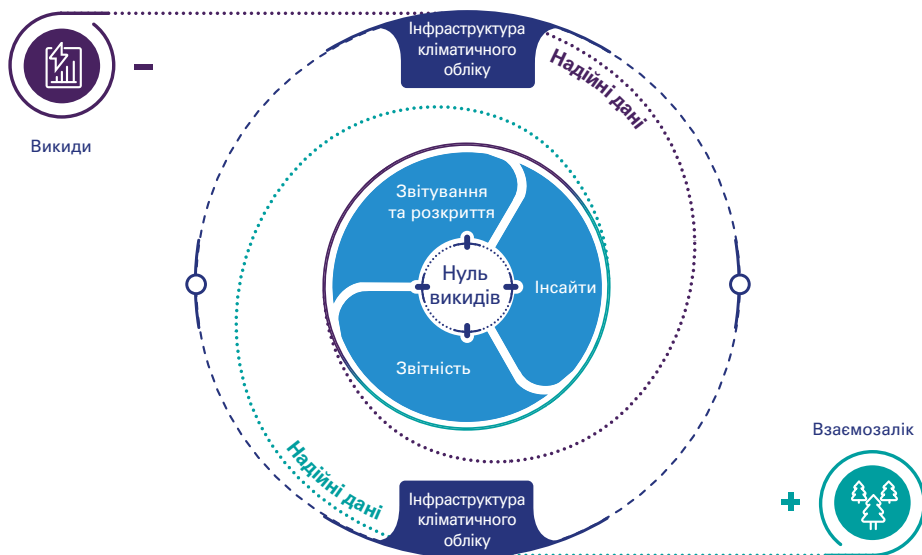 Інфраструктура
кліматичного
обліку
Надійні дані
–
Викиди
Звітування
та розкриття
Нуль
викидів
Інсайти
Звітність
Взаємозалік
+
Надійні дані
Інфраструктура
кліматичного
обліку